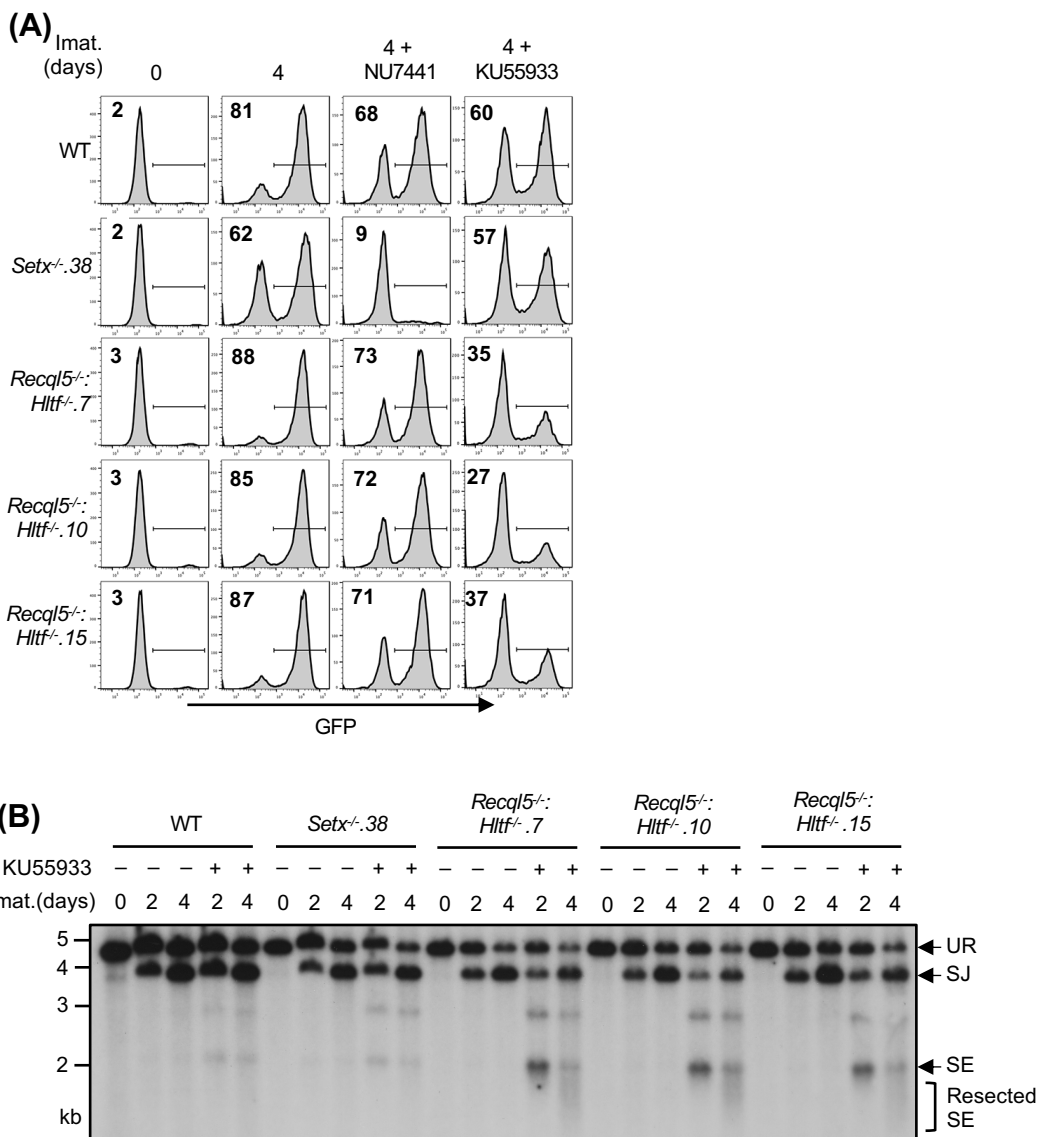 (A)
Imat.
(days)
0
4
4 +
NU7441
4 +
KU55933
WT
2
81
68
60
Setx-/-.38
2
62
9
57
Recql5-/-:
Hltf-/-.7
3
88
73
35
Recql5-/-:
Hltf-/-.10
3
85
72
27
Recql5-/-:
Hltf-/-.15
3
87
71
37
GFP
(B)
WT
Setx-/-.38
Recql5-/-:
Hltf-/- .7
Recql5-/-:
Hltf-/- .10
Recql5-/-:
Hltf-/- .15
KU55933 – – – + + – – – + + – – – + + – – – + + – – – + +
mat.(days) 0 2 4 2 4 0 2 4 2 4 0 2 4 2 4 0 2 4 2 4 0 2 4 2 4
5
UR
4
SJ
3
2
SE
Resected
SE
kb